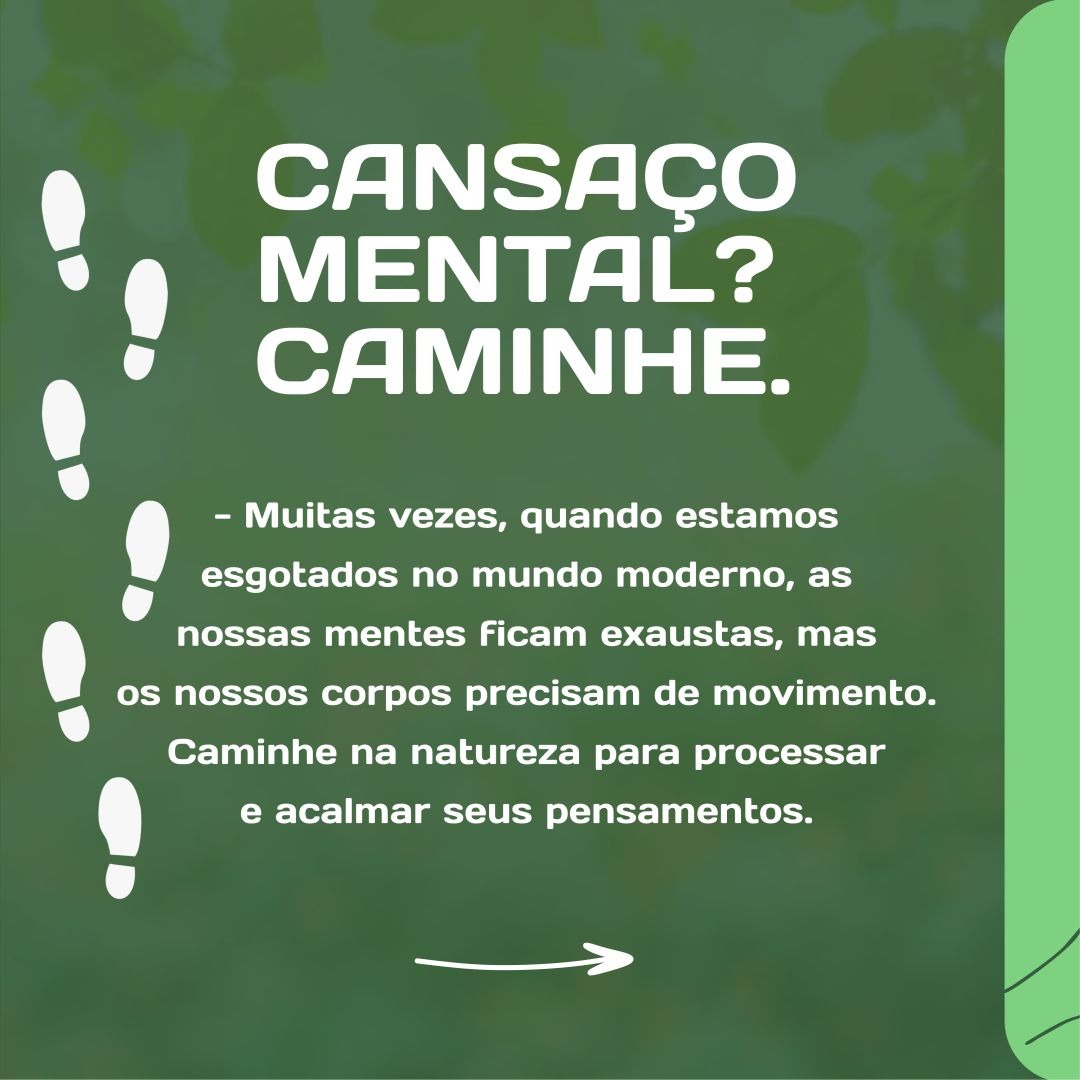 CANSAÇO
MENTAL?
CAMINHE.
- Muitas vezes, quando estamos
esgotados no mundo moderno, as
nossas mentes ficam exaustas, mas
os nossos corpos precisam de movimento.
Caminhe na natureza para processar
e acalmar seus pensamentos.